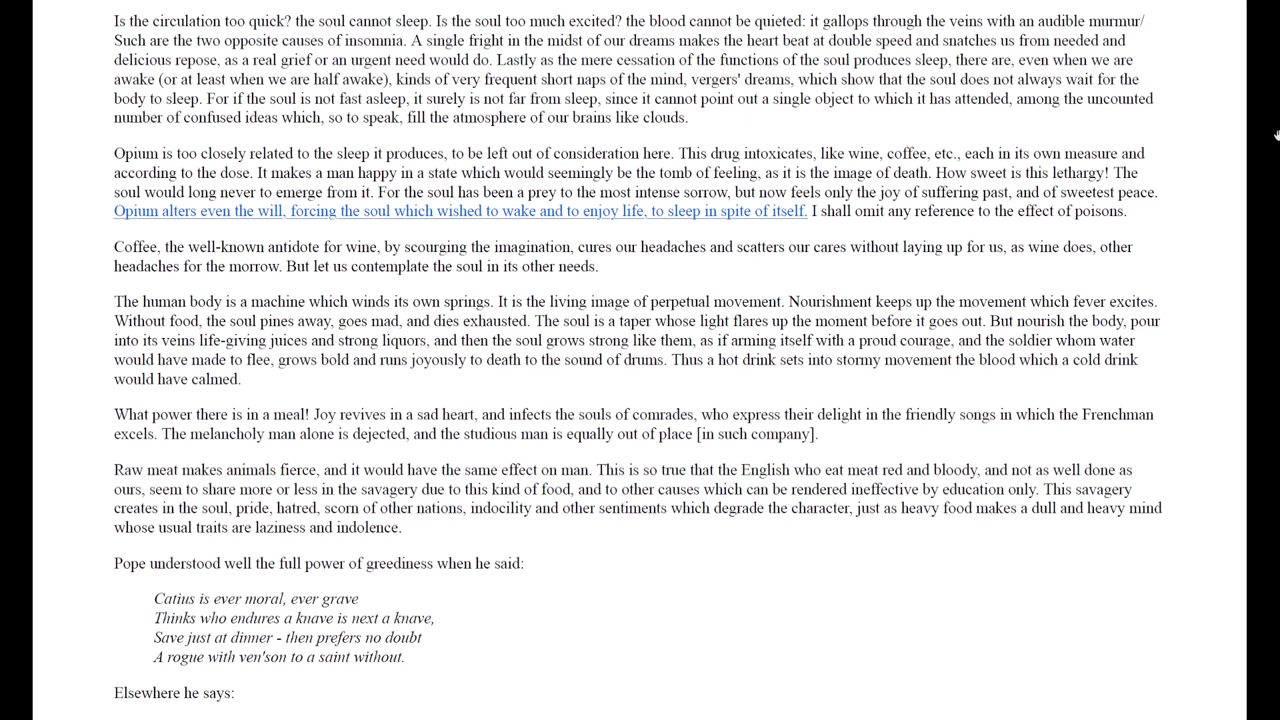 Is the circulation too quick? the soul cannot sleep. Is the soul too much excited? the blood cannot be quieted: it gallops through the veins with an audible murmur/
Such are the two opposite causes of insomnia. A single fright in the midst of our dreams makes the heart beat at double speed and snatches us from needed and
delicious repose, as a real grief or an urgent need would do. Lastly as the mere cessation of the functions of the soul produces sleep, there are, even when we are
awake (or at least when we are half awake), kinds of very frequent short naps of the mind, vergers' dreams, which show that the soul does not always wait for the
body to sleep. For if the soul is not fast asleep, it surely is not far from sleep, since it cannot point out a single object to which it has attended, among the uncounted
number of confused ideas which, so to speak, fill the atmosphere of our brains like clouds.
Opium is too closely related to the sleep it produces, to be left out of consideration here. This drug intoxicates, like wine, coffee, etc., each in its own measure and
according to the dose. It makes a man happy in a state which would seemingly be the tomb of feeling, as it is the image of death. How sweet is this lethargy! The
soul would long never to emerge from it. For the soul has been a prey to the most intense sorrow, but now feels only the joy of suffering past, and of sweetest peace.
Opium alters even the will, forcing the soul which wished to wake and to enjoy life, to sleep in spite of itself. I shall omit any reference to the effect of poisons.
Coffee, the well-known antidote for wine, by scourging the imagination, cures our headaches and scatters our cares without laying up for us, as wine does, other
headaches for the morrow. But let us contemplate the soul in its other needs.
The human body is a machine which winds its own springs. It is the living image of perpetual movement. Nourishment keeps up the movement which fever excites.
Without food, the soul pines away, goes mad, and dies exhausted. The soul is a taper whose light flares up the moment before it goes out. But nourish the body, pour
into its veins life-giving juices and strong liquors, and then the soul grows strong like them, as if arming itself with a proud courage, and the soldier whom water
would have made to flee, grows bold and runs joyously to death to the sound of drums. Thus a hot drink sets into stormy movement the blood which a cold drink
would have calmed.
What power there is in a meal! Joy revives in a sad heart, and infects the souls of comrades, who express their delight in the friendly songs in which the Frenchman
excels. The melancholy man alone is dejected, and the studious man is equally out of place [in such company].
Raw meat makes animals fierce, and it would have the same effect on man. This is so true that the English who eat meat red and bloody, and not as well done as
ours, seem to share more or less in the savagery due to this kind of food, and to other causes which can be rendered ineffective by education only. This savagery
creates in the soul, pride, hatred, scorn of other nations, indocility and other sentiments which degrade the character, just as heavy food makes a dull and heavy mind
whose usual traits are laziness and indolence.
Pope understood well the full power of greediness when he said:
Catius is ever moral, ever grave
Thinks who endures a knave is next a knave,
Save just at dinner - then prefers no doubt
A rogue with ven'son to a saint without.
Elsewhere he says: